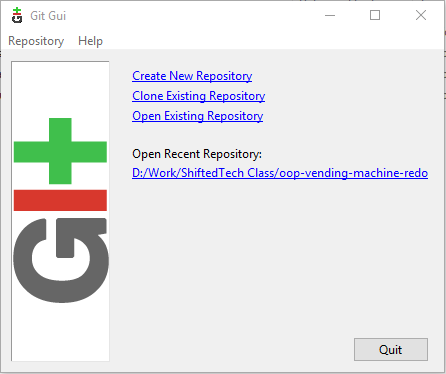 Git Gui
Repository Help
Create New Repository
Clone Existing Repository
Open Existing Repository
Open Recent Repository:
D:/Work/ShiftedTech Class/oop-vending-machine-redo
Git
Quit